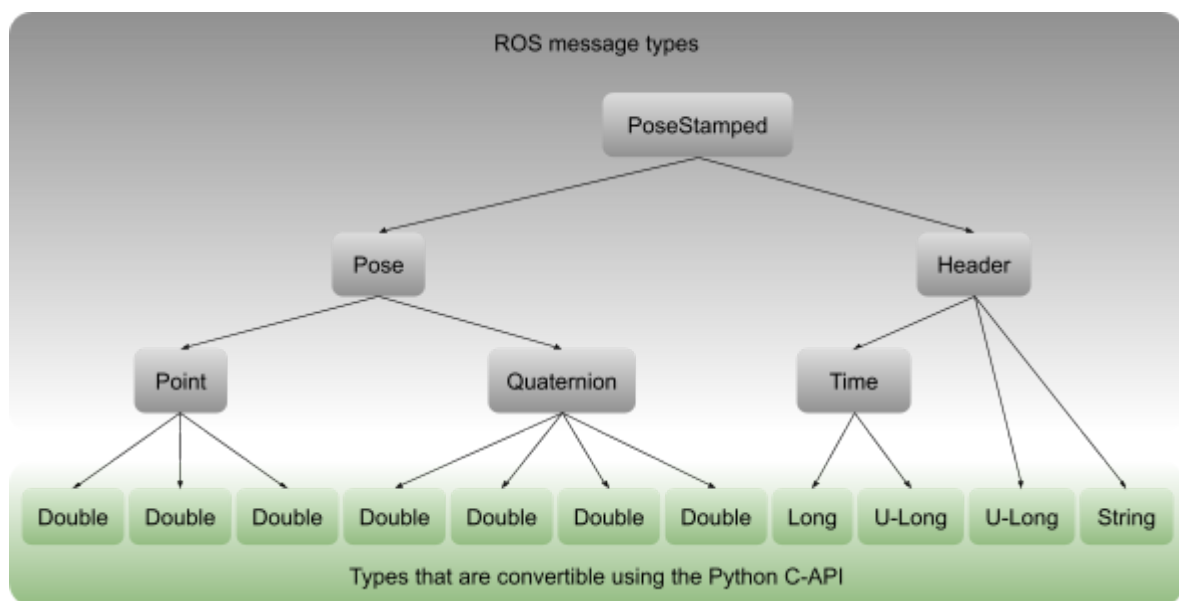 ROS message types
PoseStamped
Pose
Header
Point
Quaternion
Time
Double
Double
Double
Double
Double
Double
Double
Long
U-Long
U-Long
String
Types that are convertible using the Python C-API